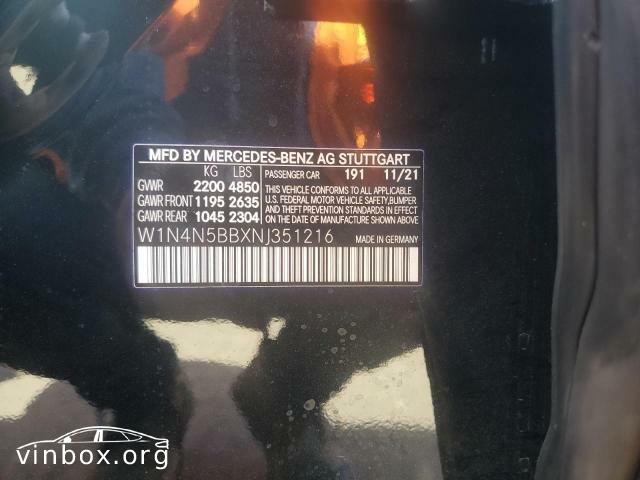 MFD BY MERCEDES-BENZ AG STUTTGART
KG LBS PASSENGER CAR 191 11/21
GVWR 2200 4850
GAWR FRONT 1195 2635
GAWR REAR 1045 2304
THIS VEHICLE CONFORMS TO ALL APPLICABLE
U.S. FEDERAL MOTOR VEHICLE SAFETY, BUMPER,
AND THEFT PREVENTION STANDARDS IN EFFECT ON
THE DATE OF MANUFACTURE SHOWN ABOVE.
W1N4N5BBXNJ351216 MADE IN GERMANY
vinbox.org